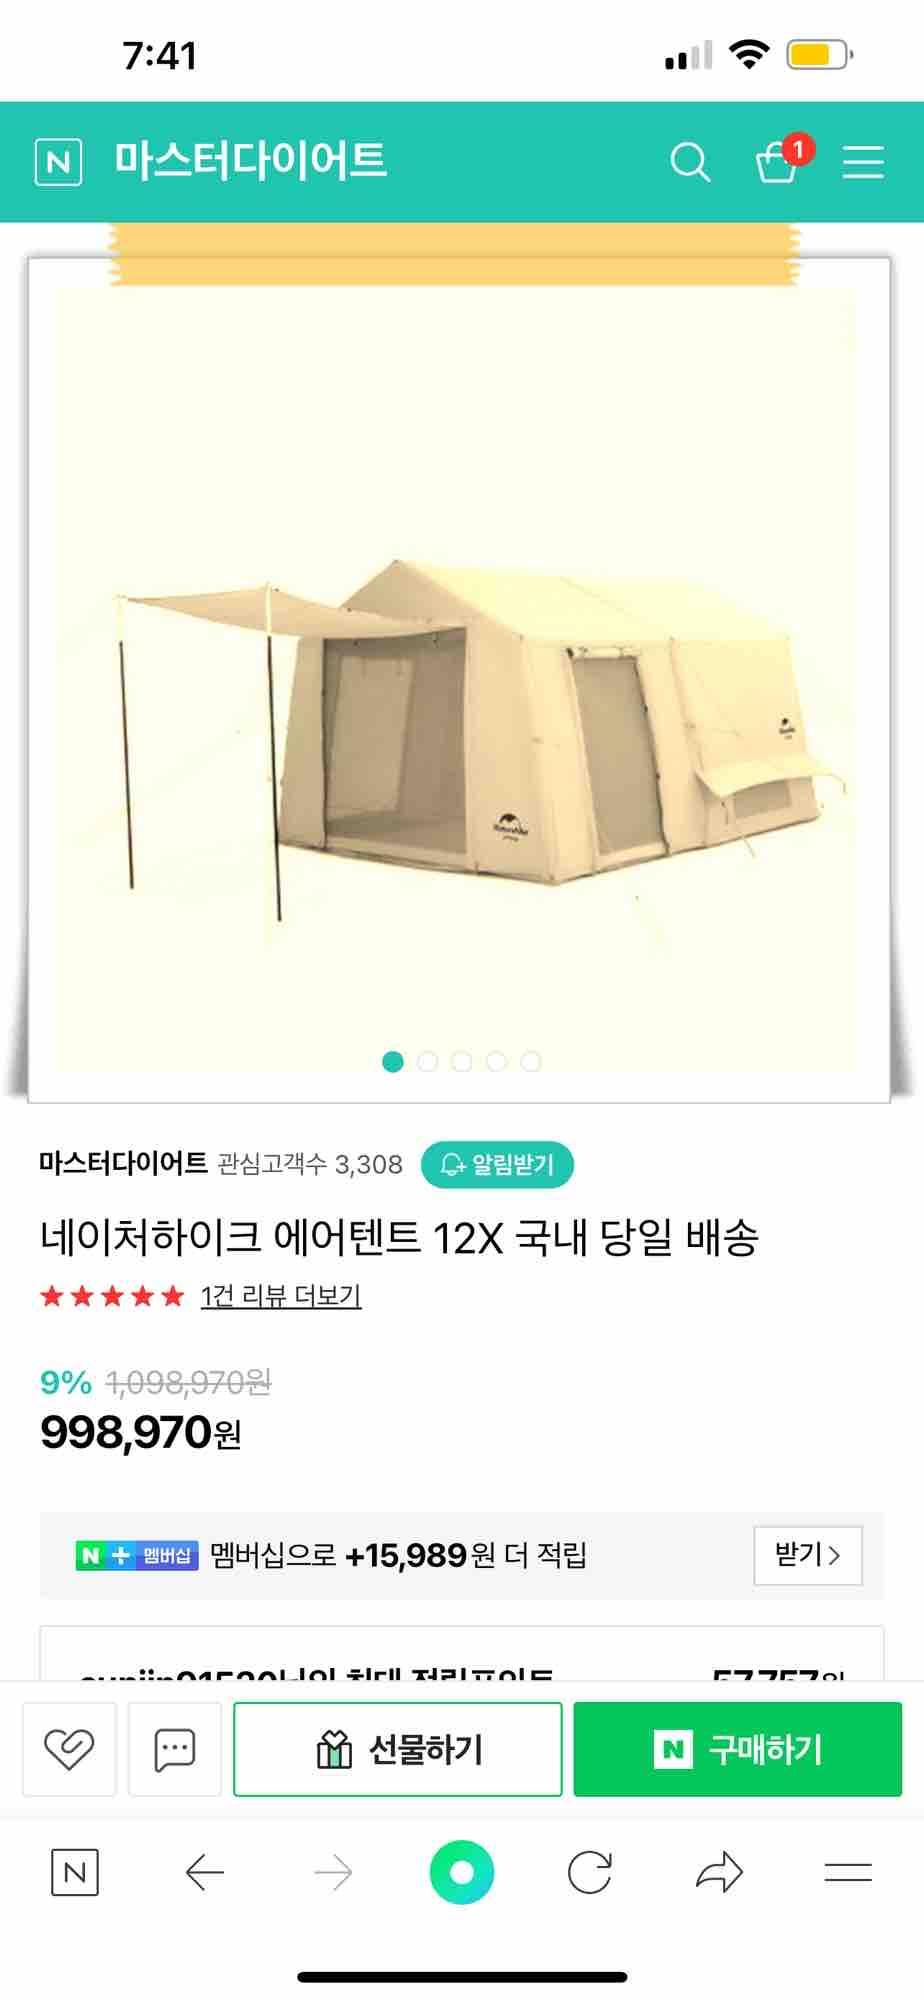 7:41
N 마스터다이어트 1
마스터다이어트 관심고객수 3,308 알림받기
네이처하이크 에어텐트 12X 국내 당일 배송
1건 리뷰 더보기
9% 1,098,970원
998,970원
N + 멤버십 멤버십으로 +15,989원 더 적립 받기
선물하기 N 구매하기
N